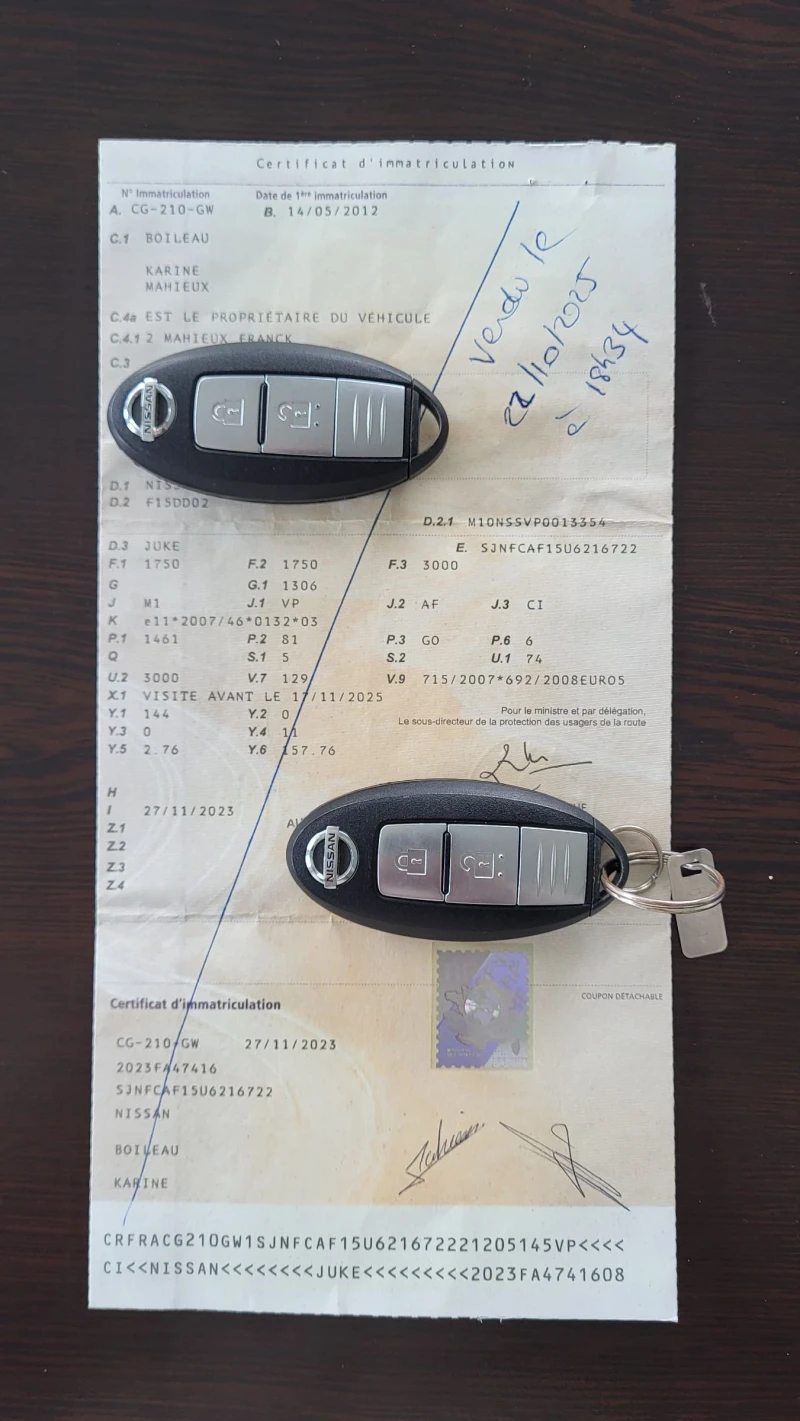 Certificat d'immatriculation
N° Immatriculation Date de 1ère immatriculation
A. CG-210-GW B. 14/05/2012
C.1 BOILEAU
KARINE
MAHIEUX
C.4a EST LE PROPRIÉTAIRE DU VÉHICULE
C.4.1 2 MAHIEUX FRANCK
C.3
Vendu le
22/10/2025
à 18h34
NISSAN
D.1 NISS
D.2 F15DD02
D.2.1 M10NSSVP0013354
D.3 JUKE E. SJNFCAF15U6216722
F.1 1750 F.2 1750 F.3 3000
G G.1 1306
J M1 J.1 VP J.2 AF J.3 CI
K e11*2007/46*0132*03
P.1 1461 P.2 81 P.3 GO P.6 6
Q S.1 5 S.2 U.1 74
U.2 3000 V.7 129 V.9 715/2007*692/2008EURO5
X.1 VISITE AVANT LE 17/11/2025
Y.1 144 Y.2 0
Y.3 0 Y.4 11
Y.5 2.76 Y.6 157.76
Pour le ministre et par délégation,
Le sous-directeur de la protection des usagers de la route
H
I 27/11/2023
Z.1
Z.2
Z.3
Z.4
NISSAN
Certificat d'immatriculation
COUPON DÉTACHABLE
CG-210-GW 27/11/2023
2023FA47416
SJNFCAF15U6216722
NISSAN
BOILEAU
KARINE
CRFRACG210GW1SJNFCAF15U621672221205145VP<<<<
CI<<NISSAN<<<<<<<<JUKE<<<<<<<<<2023FA4741608